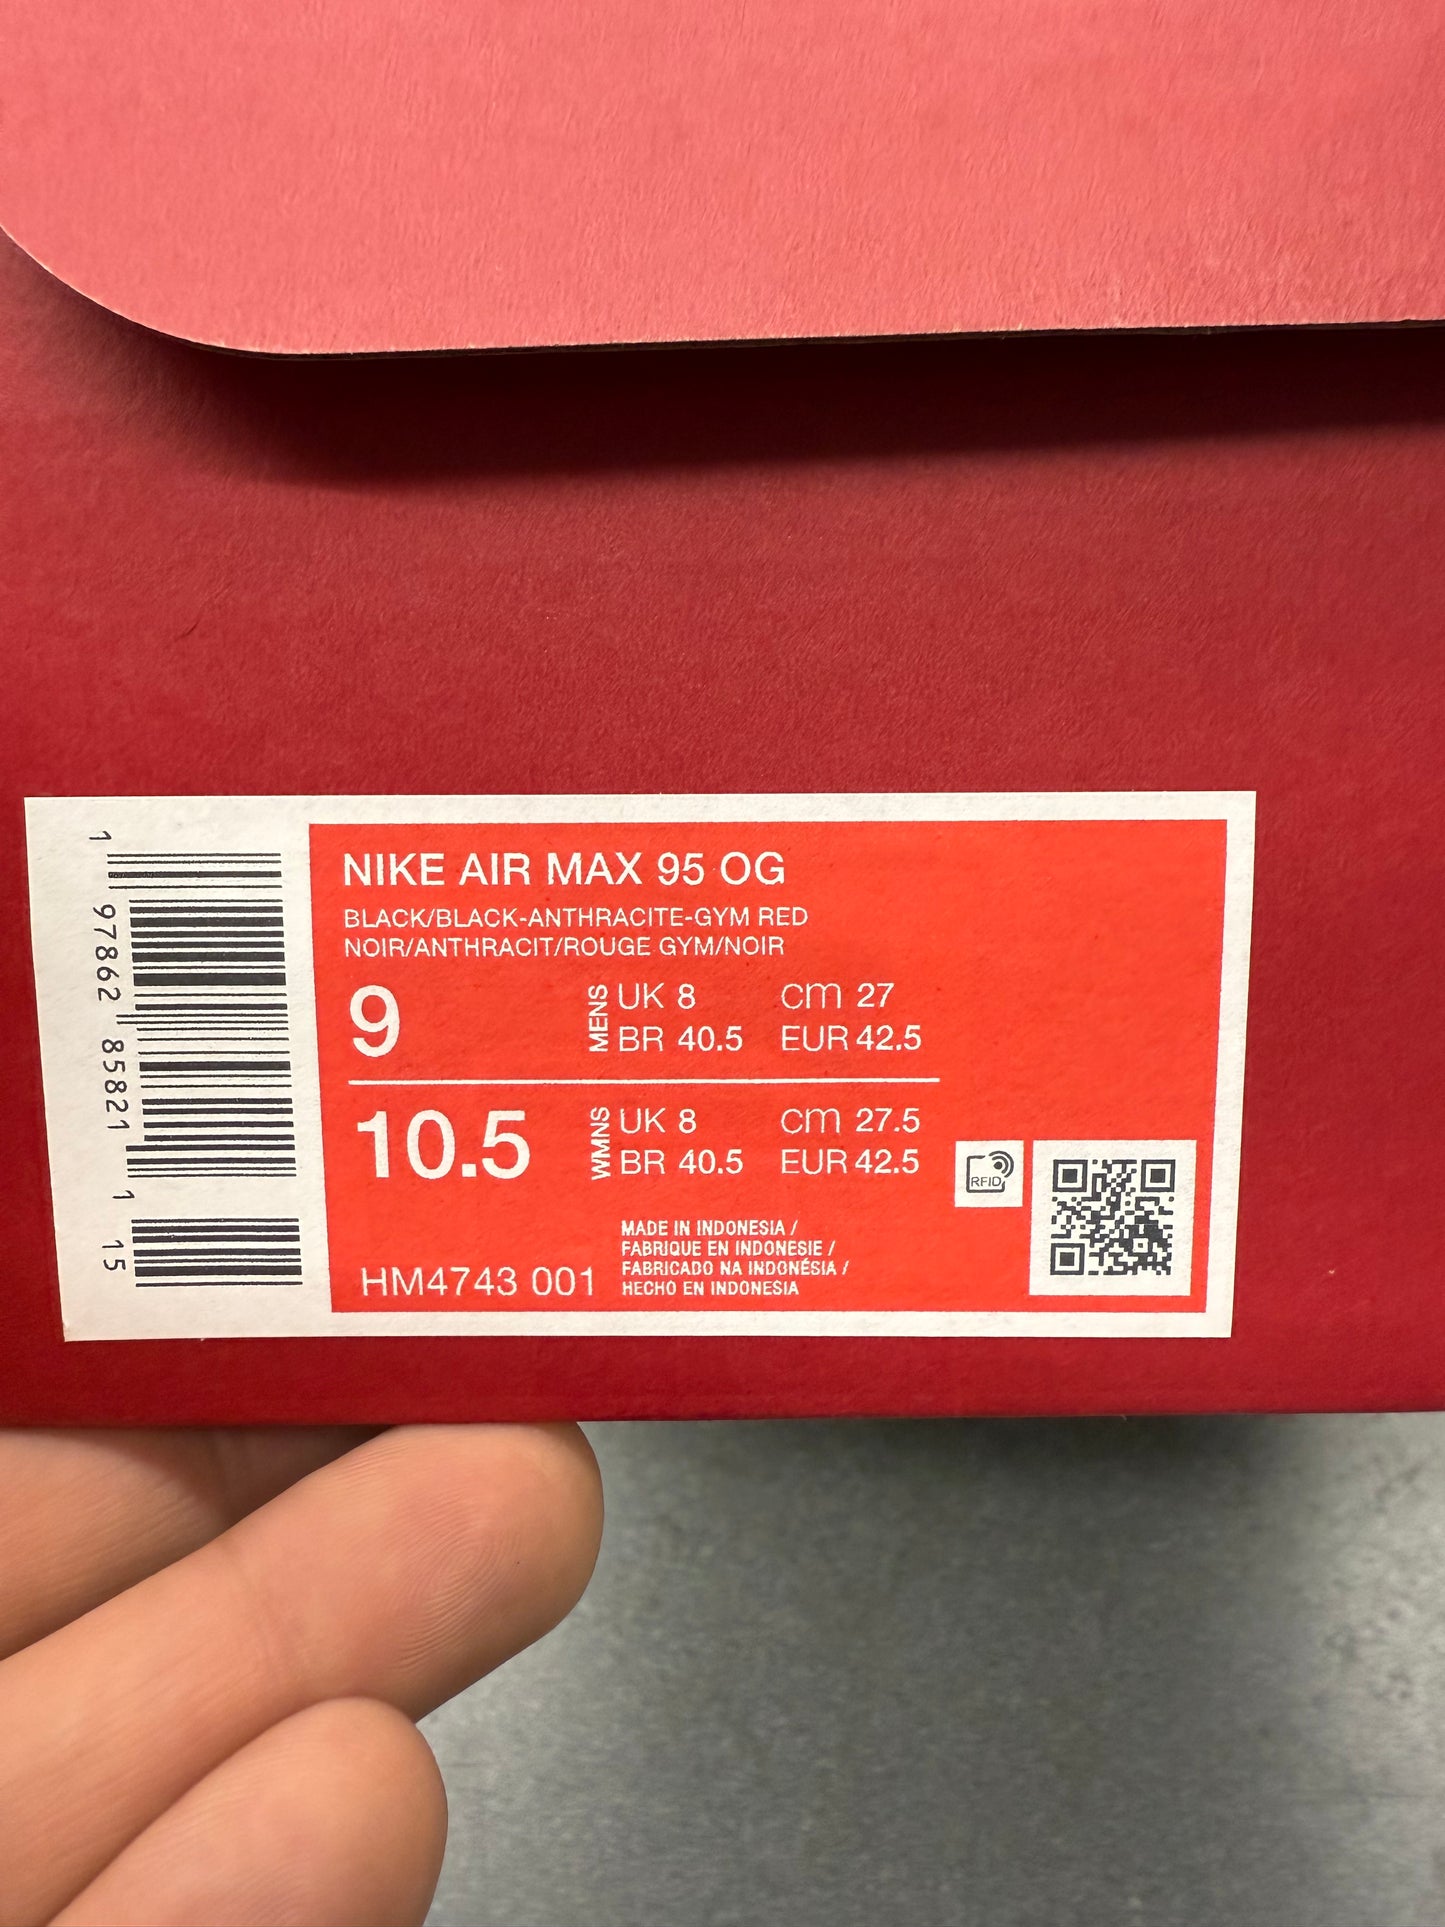 NIKE AIR MAX 95 OG
BLACK/BLACK-ANTHRACITE-GYM RED
NOIR/ANTHRACIT/ROUGE GYM/NOIR
9 MENS UK 8 cm 27
BR 40.5 EUR 42.5
10.5 WMNS UK 8 cm 27.5
BR 40.5 EUR 42.5
RFID
MADE IN INDONESIA /
FABRIQUE EN INDONESIE /
FABRICADO NA INDONÉSIA /
HECHO EN INDONESIA
HM4743 001
1 97862 85821 1 15